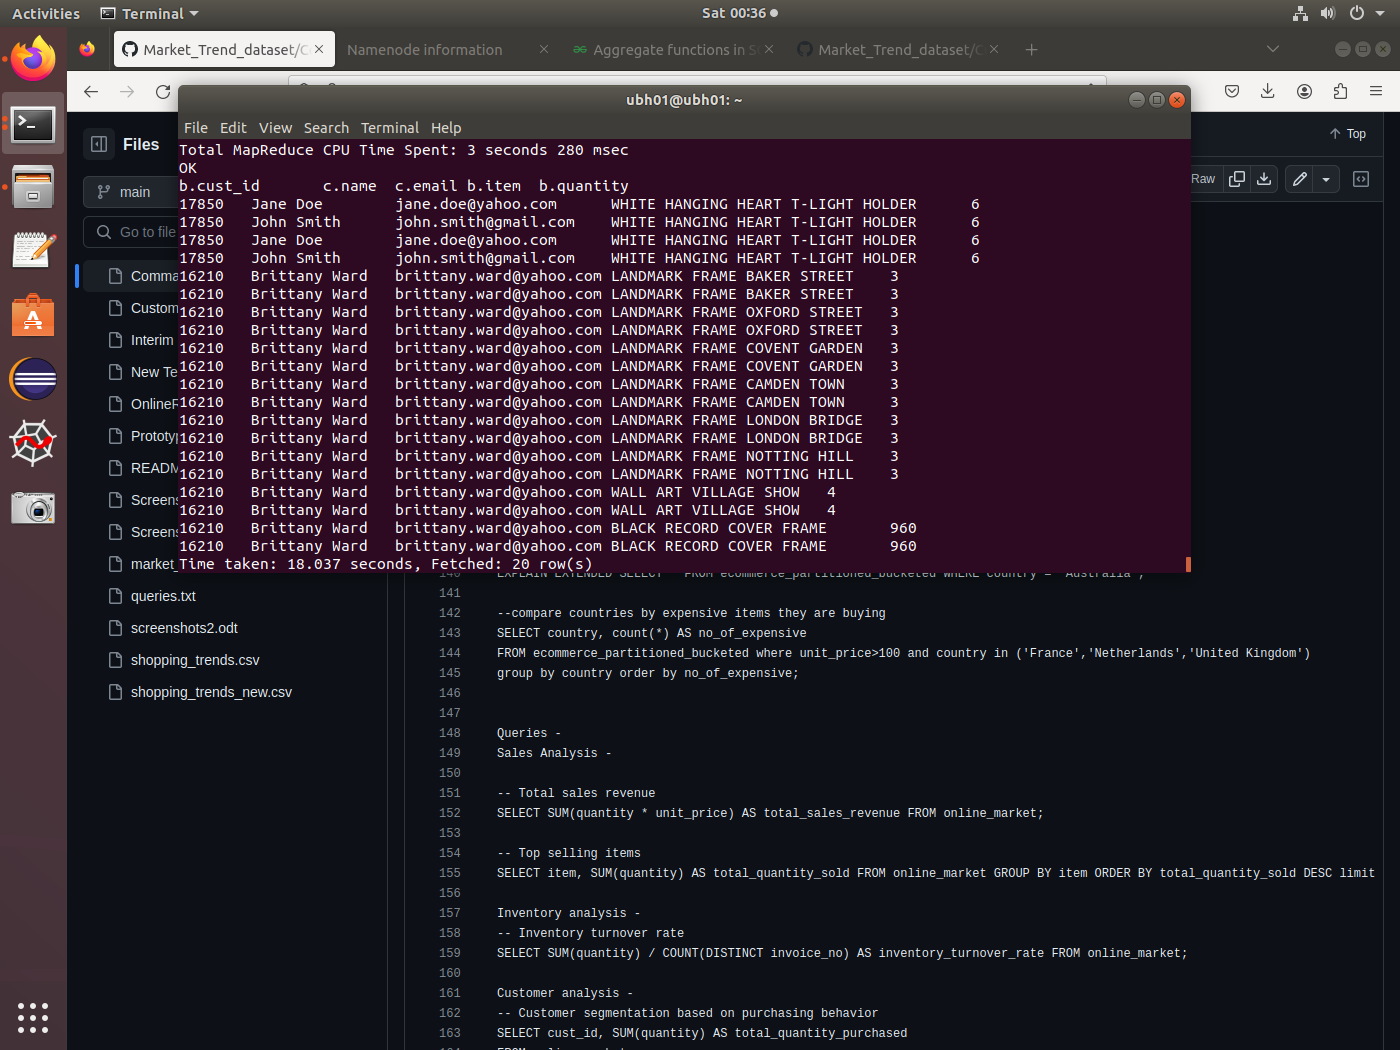 Activities
Terminal
Sat 00:36
Market_Trend_dataset/C
Namenode information
Aggregate functions in S
Market_Trend_dataset/C
ubh01@ubh01: ~
File Edit View Search Terminal Help
Total MapReduce CPU Time Spent: 3 seconds 280 msec
OK
b.cust_id c.name c.email b.item b.quantity
17850 Jane Doe jane.doe@yahoo.com WHITE HANGING HEART T-LIGHT HOLDER 6
17850 John Smith john.smith@gmail.com WHITE HANGING HEART T-LIGHT HOLDER 6
17850 Jane Doe jane.doe@yahoo.com WHITE HANGING HEART T-LIGHT HOLDER 6
17850 John Smith john.smith@gmail.com WHITE HANGING HEART T-LIGHT HOLDER 6
16210 Brittany Ward brittany.ward@yahoo.com LANDMARK FRAME BAKER STREET 3
16210 Brittany Ward brittany.ward@yahoo.com LANDMARK FRAME BAKER STREET 3
16210 Brittany Ward brittany.ward@yahoo.com LANDMARK FRAME OXFORD STREET 3
16210 Brittany Ward brittany.ward@yahoo.com LANDMARK FRAME OXFORD STREET 3
16210 Brittany Ward brittany.ward@yahoo.com LANDMARK FRAME COVENT GARDEN 3
16210 Brittany Ward brittany.ward@yahoo.com LANDMARK FRAME COVENT GARDEN 3
16210 Brittany Ward brittany.ward@yahoo.com LANDMARK FRAME CAMDEN TOWN 3
16210 Brittany Ward brittany.ward@yahoo.com LANDMARK FRAME CAMDEN TOWN 3
16210 Brittany Ward brittany.ward@yahoo.com LANDMARK FRAME LONDON BRIDGE 3
16210 Brittany Ward brittany.ward@yahoo.com LANDMARK FRAME LONDON BRIDGE 3
16210 Brittany Ward brittany.ward@yahoo.com LANDMARK FRAME NOTTING HILL 3
16210 Brittany Ward brittany.ward@yahoo.com LANDMARK FRAME NOTTING HILL 3
16210 Brittany Ward brittany.ward@yahoo.com WALL ART VILLAGE SHOW 4
16210 Brittany Ward brittany.ward@yahoo.com WALL ART VILLAGE SHOW 4
16210 Brittany Ward brittany.ward@yahoo.com BLACK RECORD COVER FRAME 960
16210 Brittany Ward brittany.ward@yahoo.com BLACK RECORD COVER FRAME 960
Time taken: 18.037 seconds, Fetched: 20 row(s)
Top
Raw
Files
main
Go to file
Comma
Custom
Interim
New Te
OnlineR
Prototyp
READM
Screens
Screens
market_
queries.txt
screenshots2.odt
shopping_trends.csv
shopping_trends_new.csv
140 EXPLAIN EXTENDED SELECT * FROM ecommerce_partitioned_bucketed WHERE country = 'Australia';
141
142 --compare countries by expensive items they are buying
143 SELECT country, count(*) AS no_of_expensive
144 FROM ecommerce_partitioned_bucketed where unit_price>100 and country in ('France','Netherlands','United Kingdom')
145 group by country order by no_of_expensive;
146
147
148 Queries -
149 Sales Analysis -
150
151 -- Total sales revenue
152 SELECT SUM(quantity * unit_price) AS total_sales_revenue FROM online_market;
153
154 -- Top selling items
155 SELECT item, SUM(quantity) AS total_quantity_sold FROM online_market GROUP BY item ORDER BY total_quantity_sold DESC limit
156
157 Inventory analysis -
158 -- Inventory turnover rate
159 SELECT SUM(quantity) / COUNT(DISTINCT invoice_no) AS inventory_turnover_rate FROM online_market;
160
161 Customer analysis -
162 -- Customer segmentation based on purchasing behavior
163 SELECT cust_id, SUM(quantity) AS total_quantity_purchased